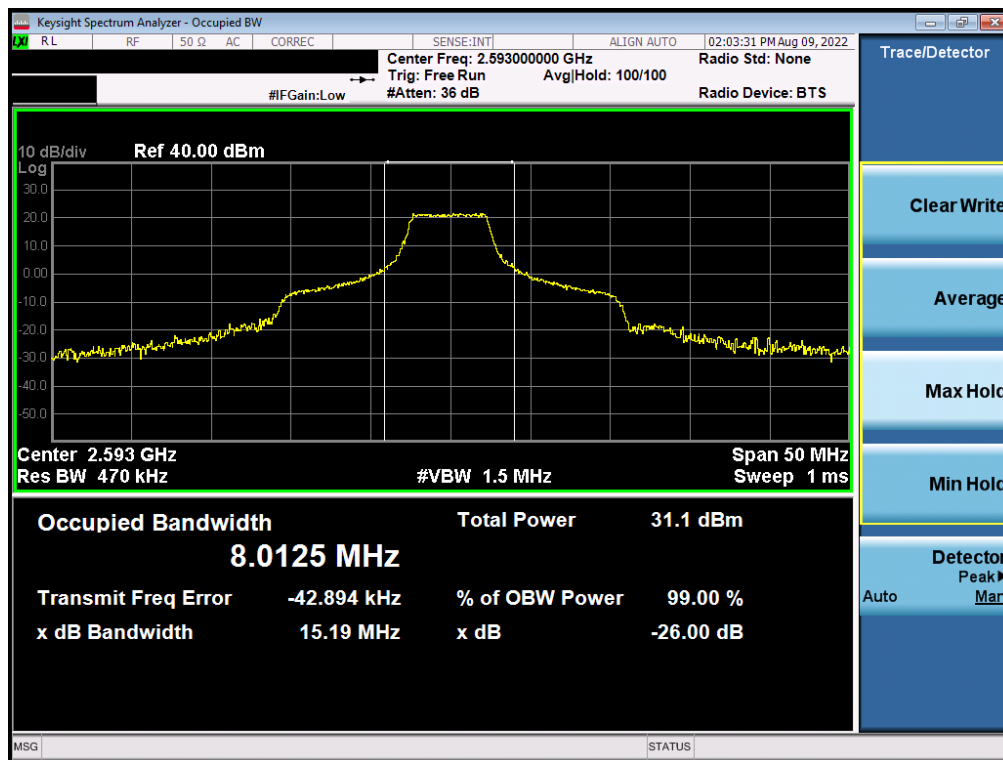 Keysight Spectrum Analyzer - Occupied BW
LXI RL RF 50 Ω AC CORREC SENSE:INT ALIGN AUTO 02:03:31 PM Aug 09, 2022
Center Freq: 2.593000000 GHz Radio Std: None
Trig: Free Run Avg|Hold: 100/100
#IFGain:Low #Atten: 36 dB Radio Device: BTS
Trace/Detector
10 dB/div Ref 40.00 dBm
Log
30.0
20.0
10.0
0.00
-10.0
-20.0
-30.0
-40.0
-50.0
Center 2.593 GHz Span 50 MHz
Res BW 470 kHz #VBW 1.5 MHz Sweep 1 ms
Occupied Bandwidth Total Power 31.1 dBm
8.0125 MHz
Transmit Freq Error -42.894 kHz % of OBW Power 99.00 %
x dB Bandwidth 15.19 MHz x dB -26.00 dB
Clear Write
Average
Max Hold
Min Hold
Detector
Peak▶
Auto Man
MSG STATUS